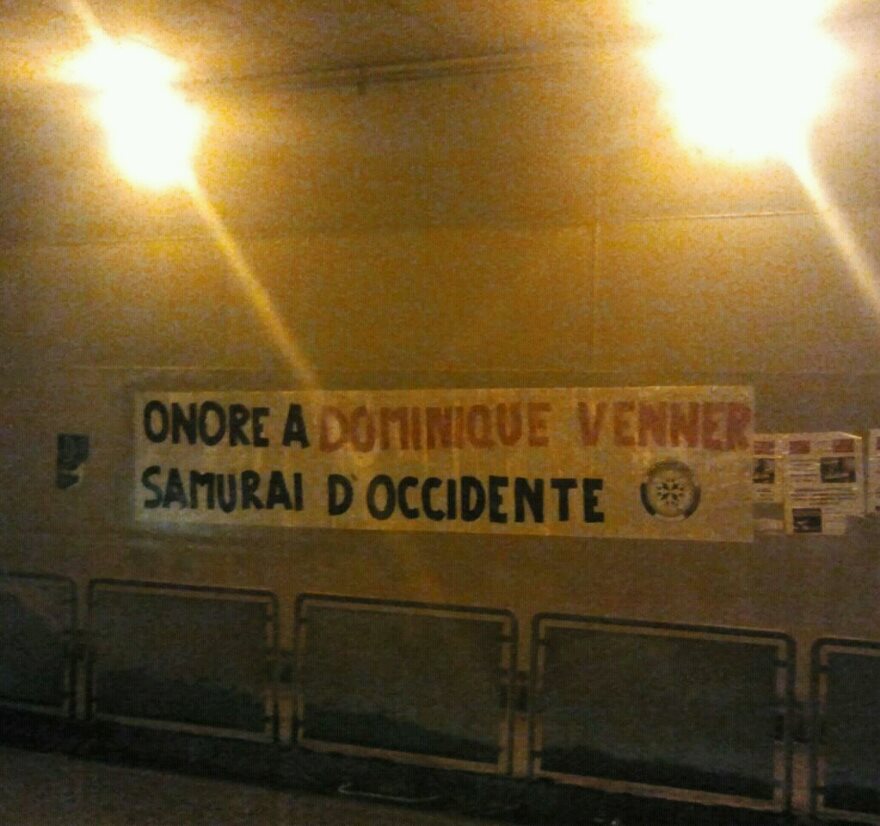 ONORE A DOMINIQUE VENNER
SAMURAI D'OCCIDENTE